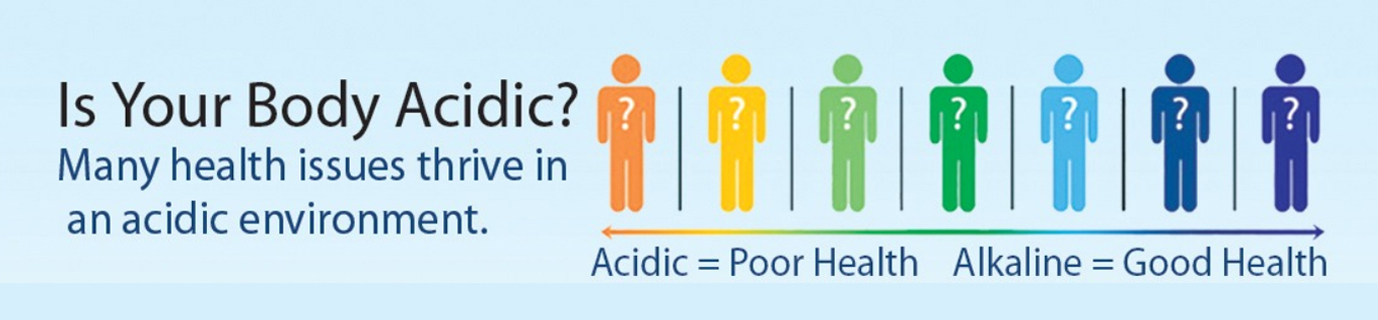 Is Your Body Acidic?
Many health issues thrive in
an acidic environment.
? ? ? ? ? ? ?
Acidic = Poor Health Alkaline = Good Health